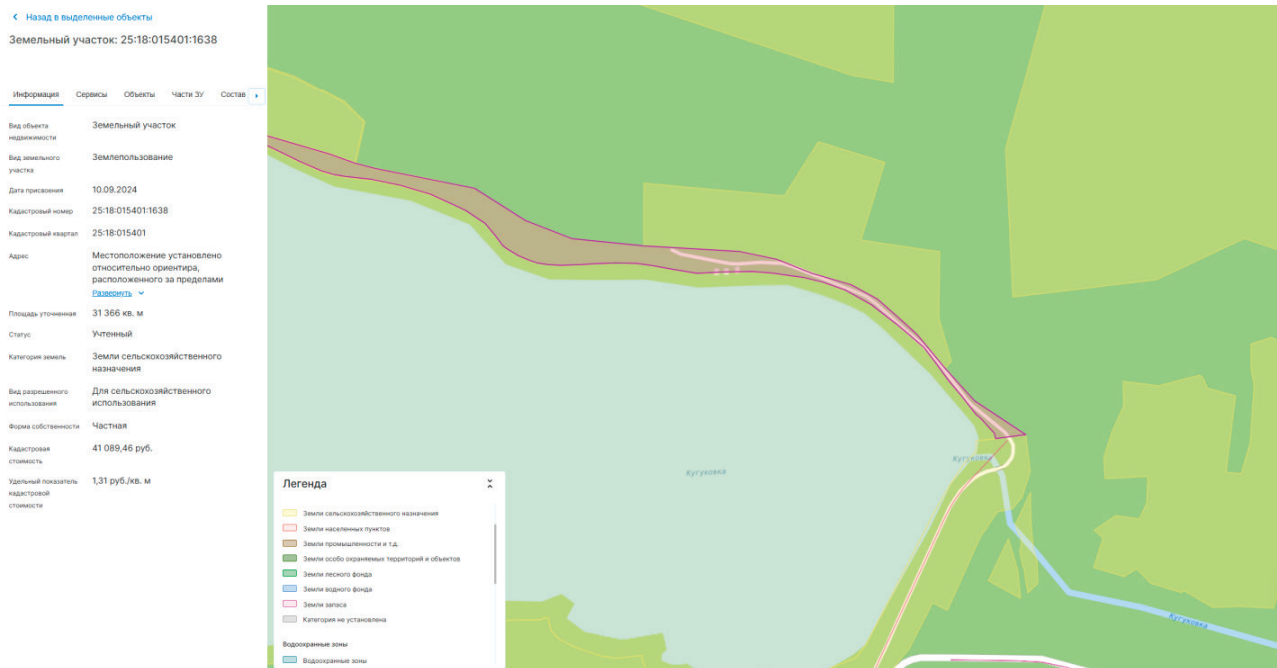 Назад в выделенные объекты
Земельный участок: 25:18:015401:1638
Информация Сервисы Объекты Части ЗУ Состав
Вид объекта недвижимости Земельный участок
Вид земельного участка Землепользование
Дата присвоения 10.09.2024
Кадастровый номер 25:18:015401:1638
Кадастровый квартал 25:18:015401
Адрес Местоположение установлено
относительно ориентира,
расположенного за пределами
Развернуть
Площадь уточненная 31 366 кв. м
Статус Учтенный
Категория земель Земли сельскохозяйственного
назначения
Вид разрешенного использования Для сельскохозяйственного
использования
Форма собственности Частная
Кадастровая стоимость 41 089,46 руб.
Удельный показатель кадастровой стоимости 1,31 руб./кв. м
Кугуковка
Кугуковка
Кугуковка
Легенда
Земли сельскохозяйственного назначения
Земли населенных пунктов
Земли промышленности и т.д.
Земли особо охраняемых территорий и объектов
Земли лесного фонда
Земли водного фонда
Земли запаса
Категория не установлена
Водоохранные зоны
Водоохранные зоны